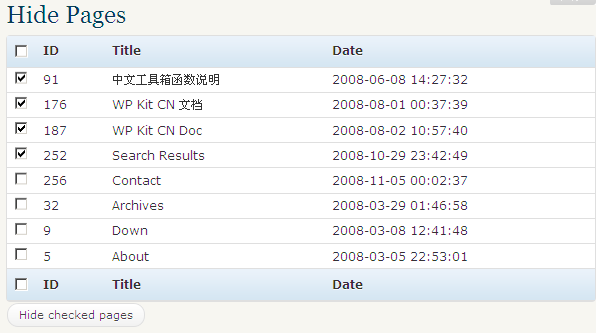 Hide Pages
ID Title Date
91 中文工具箱函数说明 2008-06-08 14:27:32
176 WP Kit CN 文档 2008-08-01 00:37:39
187 WP Kit CN Doc 2008-08-02 10:57:40
252 Search Results 2008-10-29 23:42:49
256 Contact 2008-11-05 00:02:37
32 Archives 2008-03-29 01:46:58
9 Down 2008-03-08 12:41:48
5 About 2008-03-05 22:53:01
ID Title Date
Hide checked pages